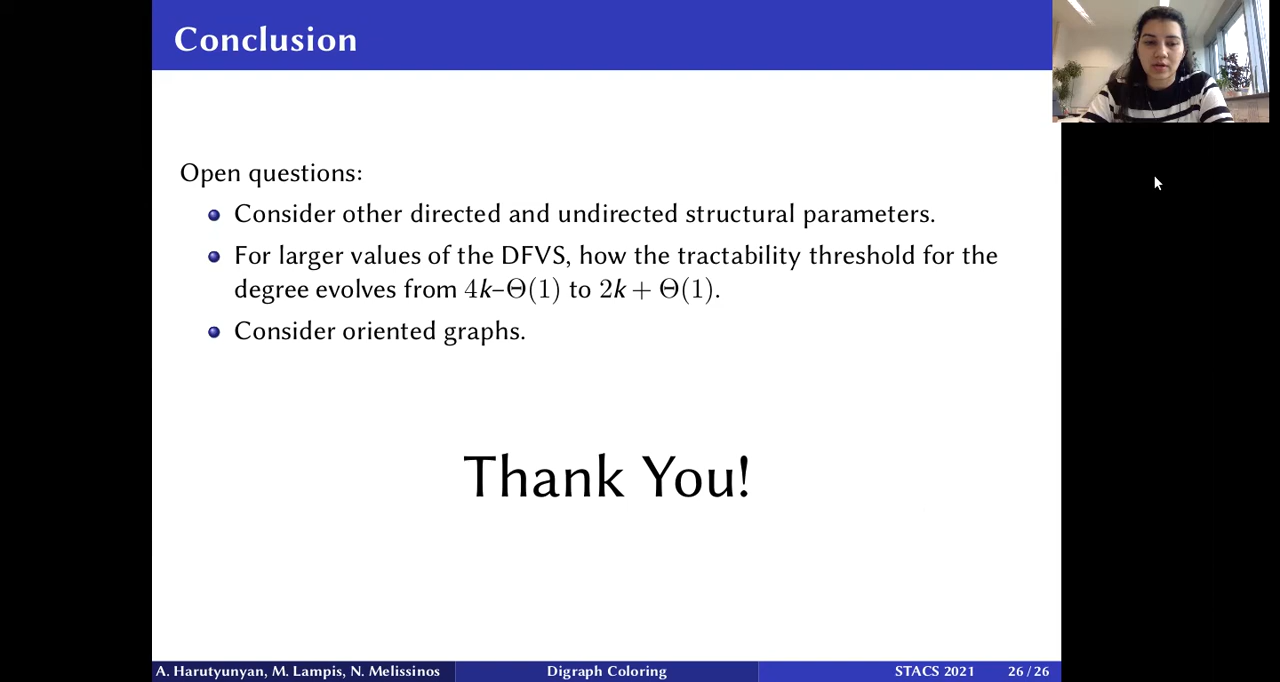 Conclusion
Open questions:
Consider other directed and undirected structural parameters.
For larger values of the DFVS, how the tractability threshold for the
degree evolves from 4k–Θ(1) to 2k + Θ(1).
Consider oriented graphs.
Thank You!
A. Harutyunyan, M. Lampis, N. Melissinos
Digraph Coloring
STACS 2021
26 / 26